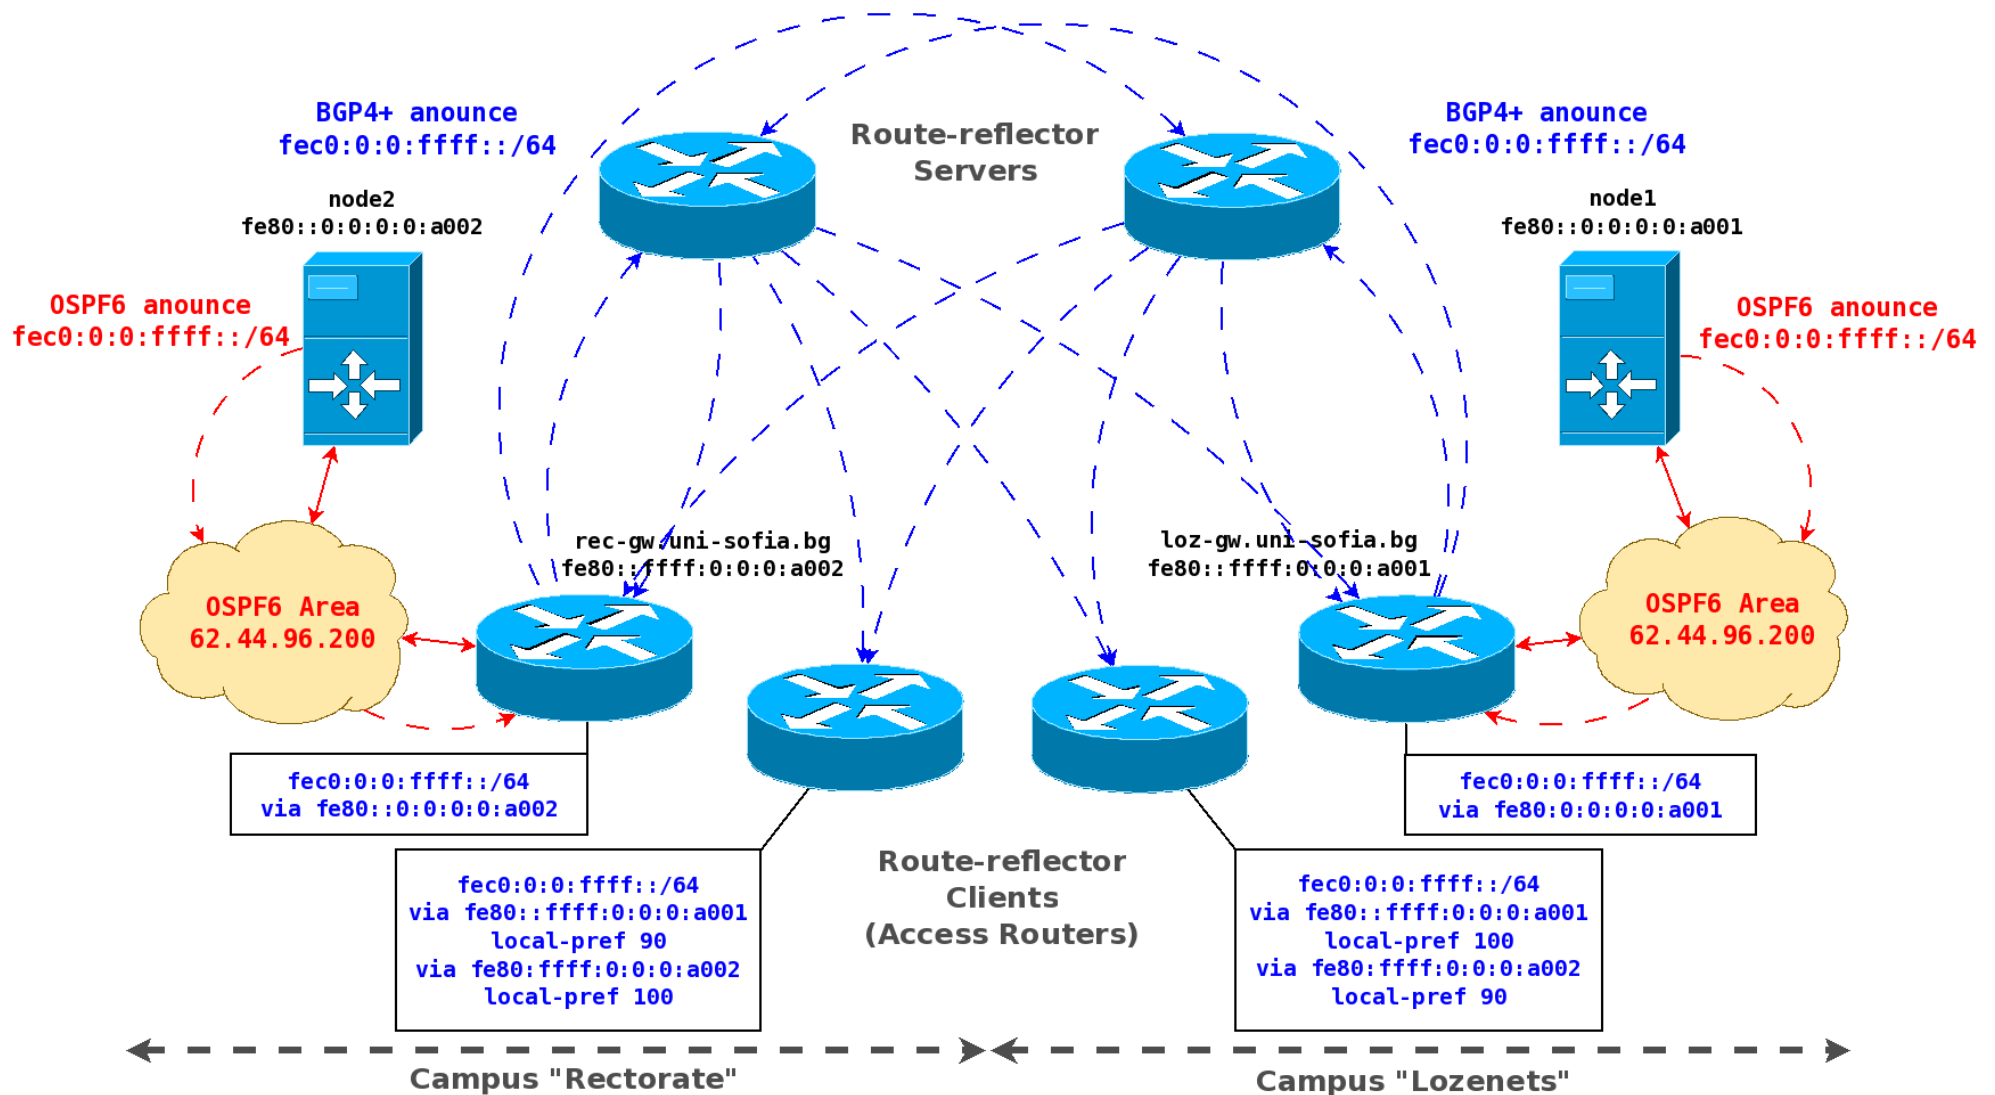 BGP4+ anounce
fec0:0:0:ffff::/64
Route-reflector
Servers
BGP4+ anounce
fec0:0:0:ffff::/64
node2
fe80::0:0:0:0:a002
node1
fe80::0:0:0:0:a001
OSPF6 anounce
fec0:0:0:ffff::/64
OSPF6 anounce
fec0:0:0:ffff::/64
rec-gw.uni-sofia.bg
fe80::ffff:0:0:0:a002
loz-gw.uni-sofia.bg
fe80::ffff:0:0:0:a001
OSPF6 Area
62.44.96.200
OSPF6 Area
62.44.96.200
fec0:0:0:ffff::/64
via fe80::0:0:0:0:a002
fec0:0:0:ffff::/64
via fe80:0:0:0:0:a001
fec0:0:0:ffff::/64
via fe80::ffff:0:0:0:a001
local-pref 90
via fe80:ffff:0:0:0:a002
local-pref 100
Route-reflector
Clients
(Access Routers)
fec0:0:0:ffff::/64
via fe80::ffff:0:0:0:a001
local-pref 100
via fe80:ffff:0:0:0:a002
local-pref 90
Campus "Rectorate"
Campus "Lozenets"